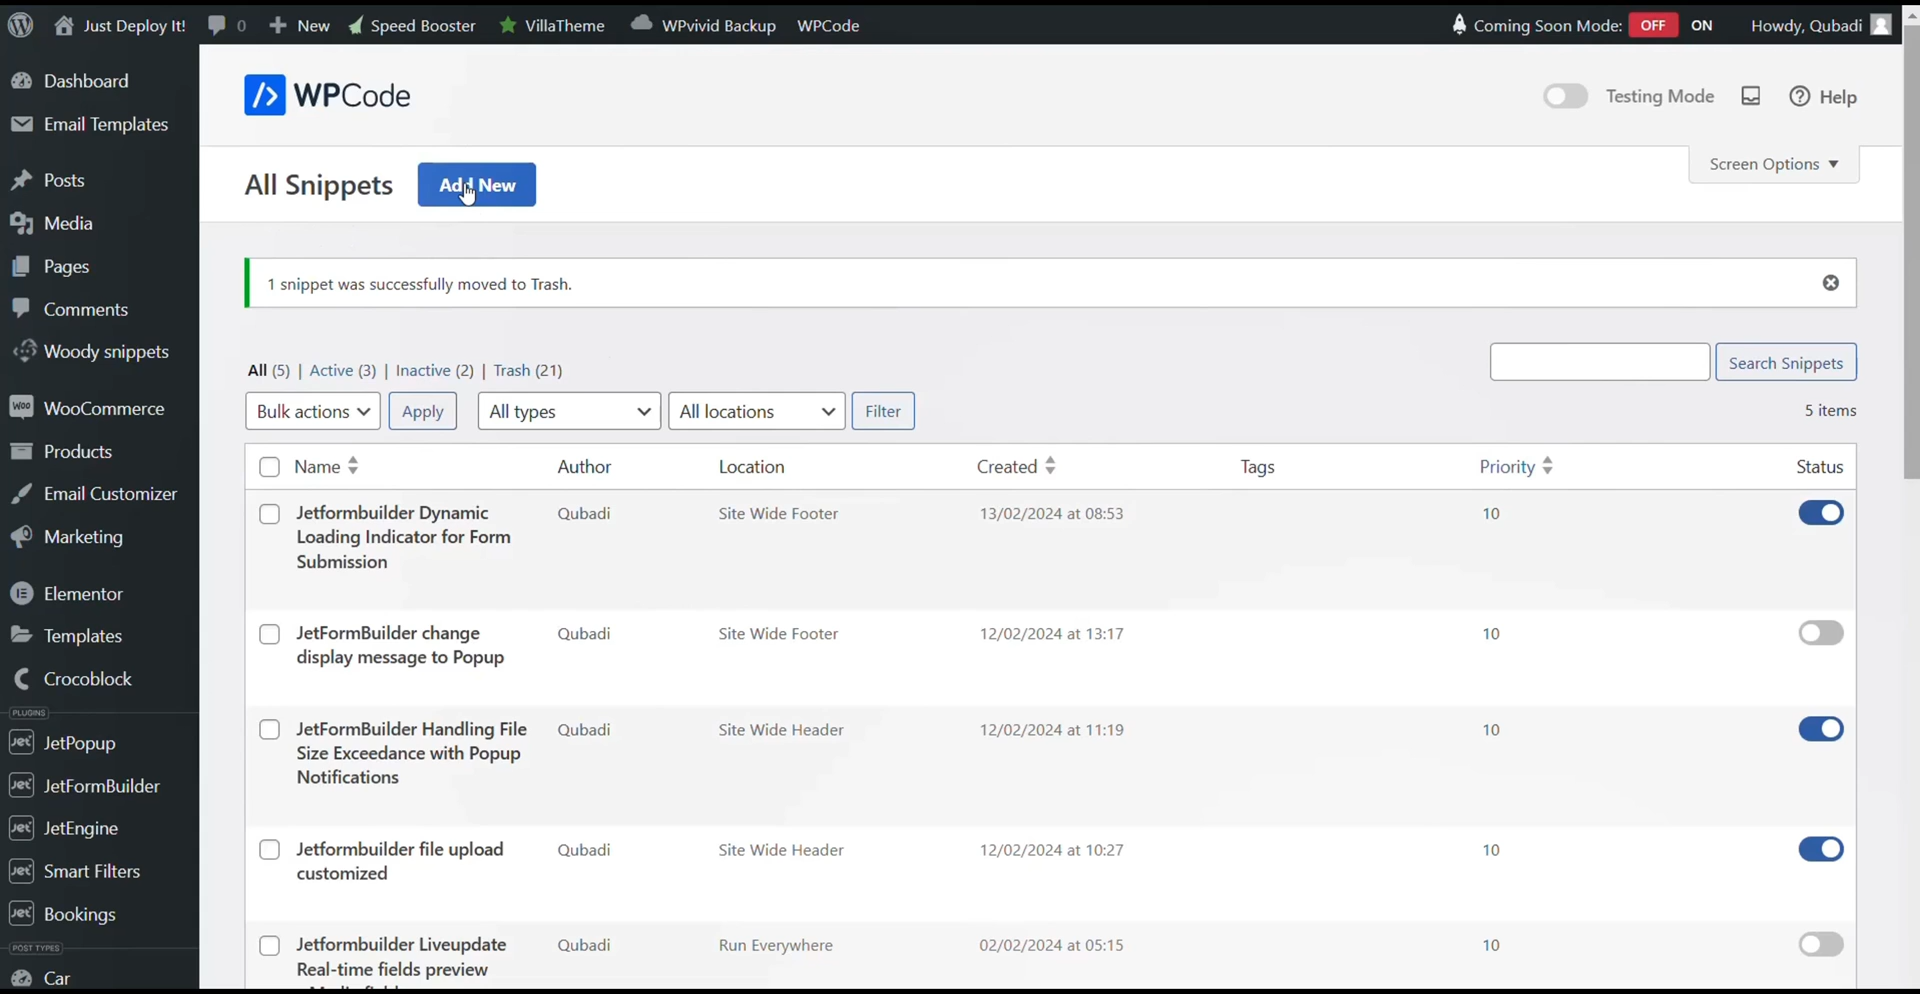 Just Deploy It! 0 New Speed Booster VillaTheme WPvivid Backup WPCode Coming Soon Mode: OFF ON Howdy, Qubadi
Dashboard
Email Templates
Posts
Media
Pages
Comments
Woody snippets
Woo WooCommerce
Products
Email Customizer
Marketing
Elementor
Templates
Crocoblock
PLUGINS
Jet JetPopup
Jet JetFormBuilder
Jet JetEngine
Jet Smart Filters
Jet Bookings
POST TYPES
Car
WPCode Testing Mode Help
All Snippets Add New Screen Options
1 snippet was successfully moved to Trash.
All (5) | Active (3) | Inactive (2) | Trash (21) Search Snippets
Bulk actions Apply All types All locations Filter 5 items
Name Author Location Created Tags Priority Status
Jetformbuilder Dynamic Qubadi Site Wide Footer 13/02/2024 at 08:53 10
Loading Indicator for Form
Submission
JetFormBuilder change Qubadi Site Wide Footer 12/02/2024 at 13:17 10
display message to Popup
JetFormBuilder Handling File Qubadi Site Wide Header 12/02/2024 at 11:19 10
Size Exceedance with Popup
Notifications
Jetformbuilder file upload Qubadi Site Wide Header 12/02/2024 at 10:27 10
customized
Jetformbuilder Liveupdate Qubadi Run Everywhere 02/02/2024 at 05:15 10
Real-time fields preview